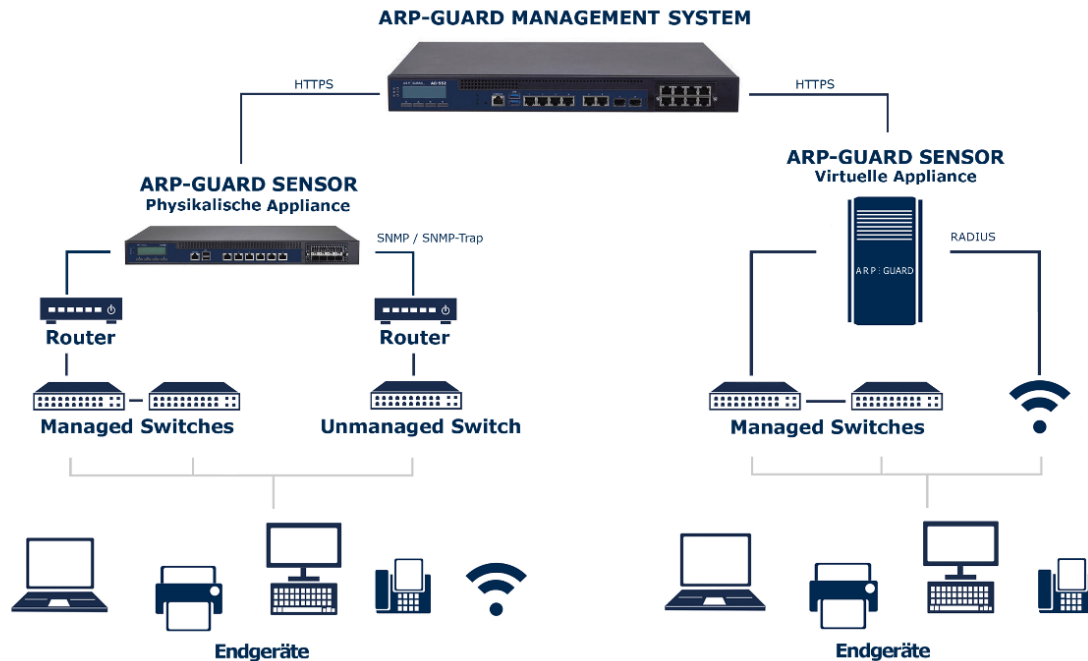 ARP-GUARD MANAGEMENT SYSTEM
HTTPS
HTTPS
ARP-GUARD SENSOR
Physikalische Appliance
ARP-GUARD SENSOR
Virtuelle Appliance
SNMP / SNMP-Trap
RADIUS
ARP:GUARD
Router
Router
Managed Switches
Unmanaged Switch
Managed Switches
Endgeräte
Endgeräte